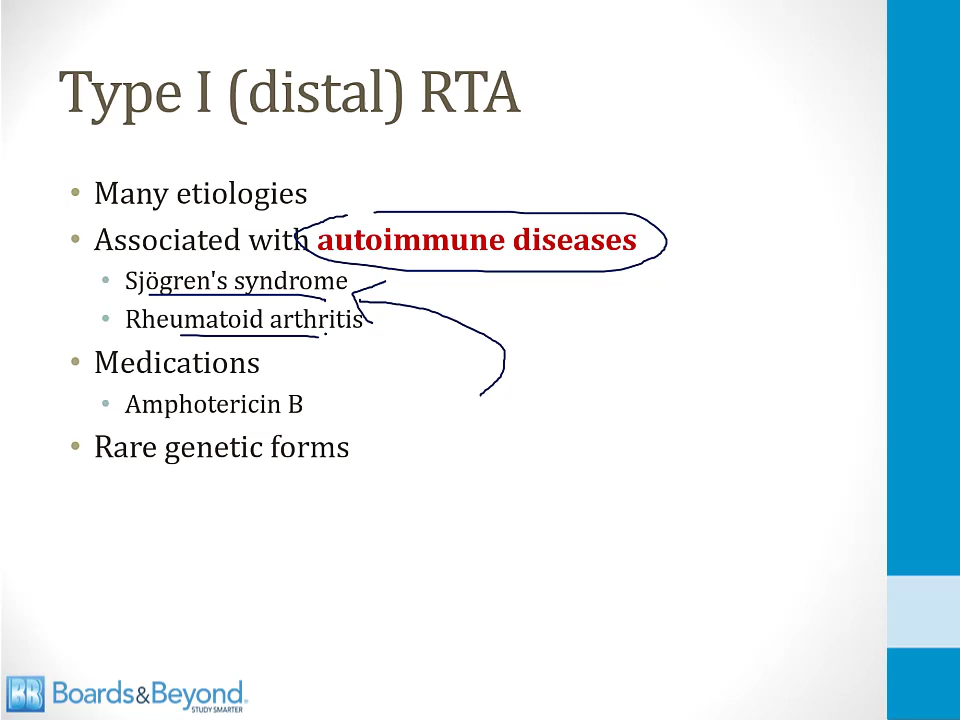 Type I (distal) RTA
• Many etiologies
• Associated with autoimmune diseases
• Sjögren's syndrome
• Rheumatoid arthritis
• Medications
• Amphotericin B
• Rare genetic forms
BB Boards&Beyond.
STUDY SMARTER